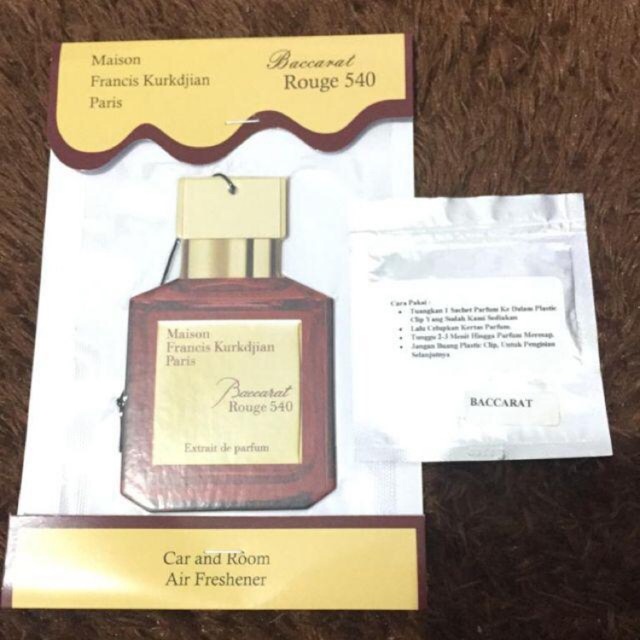 Maison
Francis Kurkdjian
Paris
Baccarat
Rouge 540
Maison
Francis Kurkdjian
Paris
Baccarat
Rouge 540
Extrait de parfum
Car and Room
Air Freshener
Cara Pakai :
• Tuangkan 1 Sachet Parfum Ke Dalam Plastic
Clip Yang Sudah Kami Sediakan
• Lalu Celupkan Kertas Parfum.
• Tunggu 2-3 Menit Hingga Parfum Meresap.
• Jangan Buang Plastic Clip, Untuk Pengisian
Selanjutnya
BACCARAT